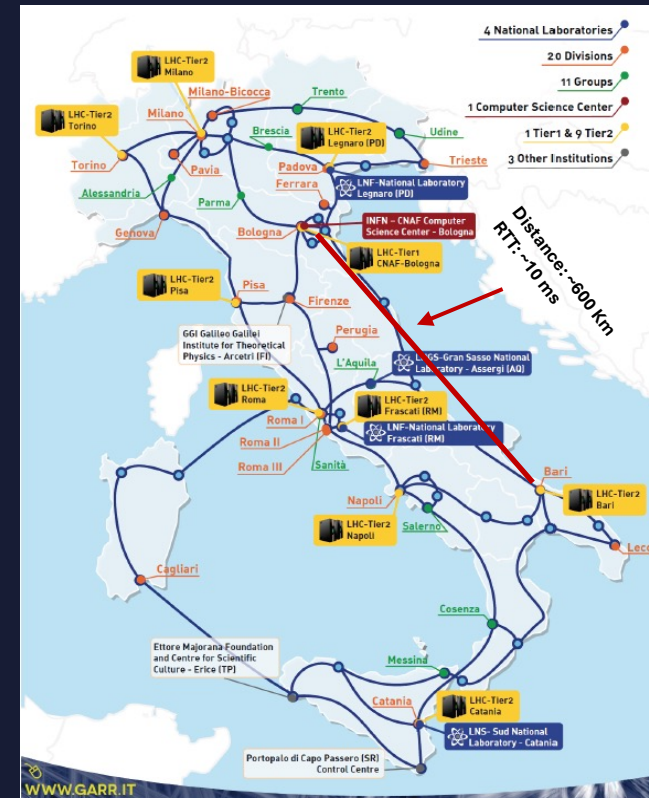 4 National Laboratories
20 Divisions
11 Groups
1 Computer Science Center
1 Tier1 & 9 Tier2
3 Other Institutions
LHC-Tier2
Milano
Milano-Bicocca
Trento
LHC-Tier2
Torino
Milano
Brescia
LHC-Tier2
Legnaro (PD)
Udine
Torino
Pavia
Padova
Trieste
Ferrara
LNF-National Laboratory
Legnaro (PD)
Alessandria
Parma
Genova
Bologna
INFN - CNAF Computer
Science Center - Bologna
LHC-Tier1
CNAF-Bologna
Distance: ~600 Km
RTT: ~10 ms
LHC-Tier2
Pisa
Pisa
Firenze
GGI Galileo Galilei
Institute for Theoretical
Physics - Arcetri (FI)
Perugia
L'Aquila
Gran Sasso National
Laboratory - Assergi (AQ)
LHC-Tier2
Roma
LHC-Tier2
Frascati (RM)
Roma I
LNF-National Laboratory
Frascati (RM)
Roma II
Roma III
Sanità
Bari
LHC-Tier2
Bari
Napoli
LHC-Tier2
Napoli
Salerno
Lecc
Cagliari
Cosenza
Ettore Majorana Foundation
and Centre for Scientific
Culture - Erice (TP)
Messina
Catania
LHC-Tier2
Catania
LNS- Sud National
Laboratory - Catania
Portopalo di Capo Passero (SR)
Control Centre
WWW.GARR.IT